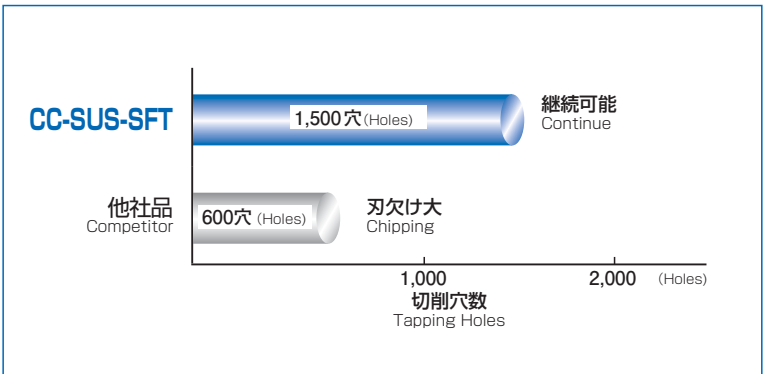 CC-SUS-SFT
1,500穴(Holes)
継続可能
Continue
他社品
Competitor
600穴 (Holes)
刃欠け大
Chipping
1,000
2,000
(Holes)
切削穴数
Tapping Holes